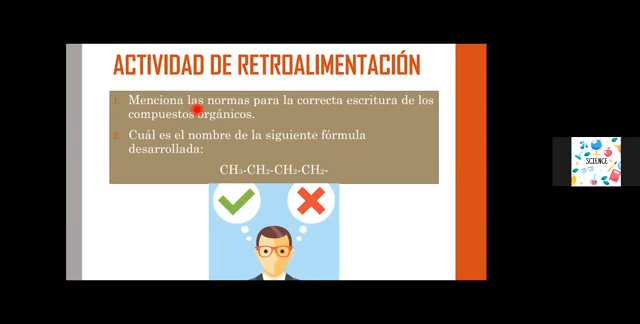 ACTIVIDAD DE RETROALIMENTACIÓN
1. Menciona las normas para la correcta escritura de los
compuestos orgánicos.
2. Cuál es el nombre de la siguiente fórmula
desarrollada:
CH₃-CH₂-CH₂-CH₂-
SCIENCE